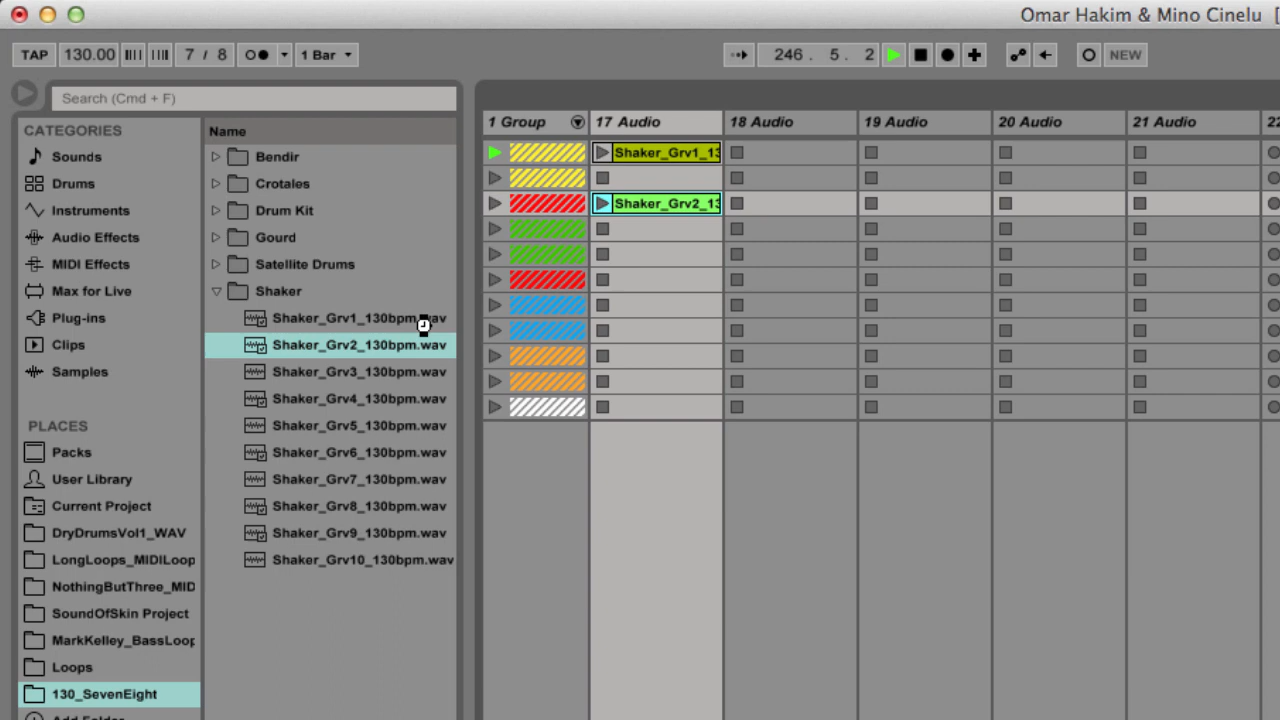 Omar Hakim & Mino Cinelu [
TAP 130.00 7 / 8 1 Bar 246 . 5 . 2 NEW
Search (Cmd + F)
CATEGORIES
Sounds
Drums
Instruments
Audio Effects
MIDI Effects
Max for Live
Plug-ins
Clips
Samples
PLACES
Packs
User Library
Current Project
DryDrumsVol1_WAV
LongLoops_MIDILoop
NothingButThree_MID
SoundOfSkin Project
MarkKelley_BassLoop
Loops
130_SevenEight
Add Folder
Name
Bendir
Crotales
Drum Kit
Gourd
Satellite Drums
Shaker
Shaker_Grv1_130bpm.wav
Shaker_Grv2_130bpm.wav
Shaker_Grv3_130bpm.wav
Shaker_Grv4_130bpm.wav
Shaker_Grv5_130bpm.wav
Shaker_Grv6_130bpm.wav
Shaker_Grv7_130bpm.wav
Shaker_Grv8_130bpm.wav
Shaker_Grv9_130bpm.wav
Shaker_Grv10_130bpm.wav
1 Group 17 Audio 18 Audio 19 Audio 20 Audio 21 Audio 22
Shaker_Grv1_13
Shaker_Grv2_13